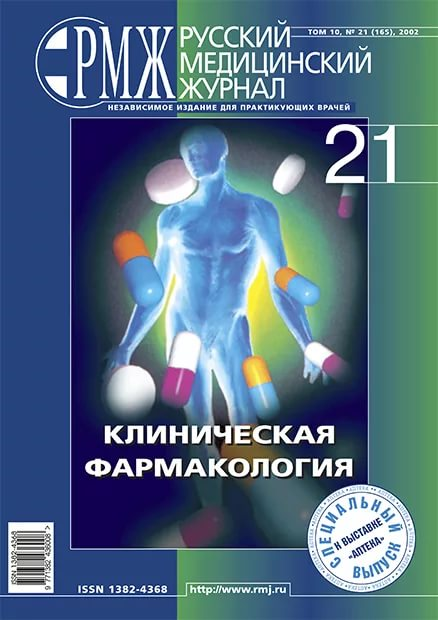 ТОМ 10, № 21 (165), 2002
РМЖ
РУССКИЙ
МЕДИЦИНСКИЙ
ЖУРНАЛ
НЕЗАВИСИМОЕ ИЗДАНИЕ ДЛЯ ПРАКТИКУЮЩИХ ВРАЧЕЙ
21
КЛИНИЧЕСКАЯ
ФАРМАКОЛОГИЯ
СПЕЦИАЛЬНЫЙ
К ВЫСТАВКЕ
"АПТЕКА"
ВЫПУСК
ISSN 1382-4368
9 771382 436008 >
ISSN 1382-4368
http://www.rmj.ru